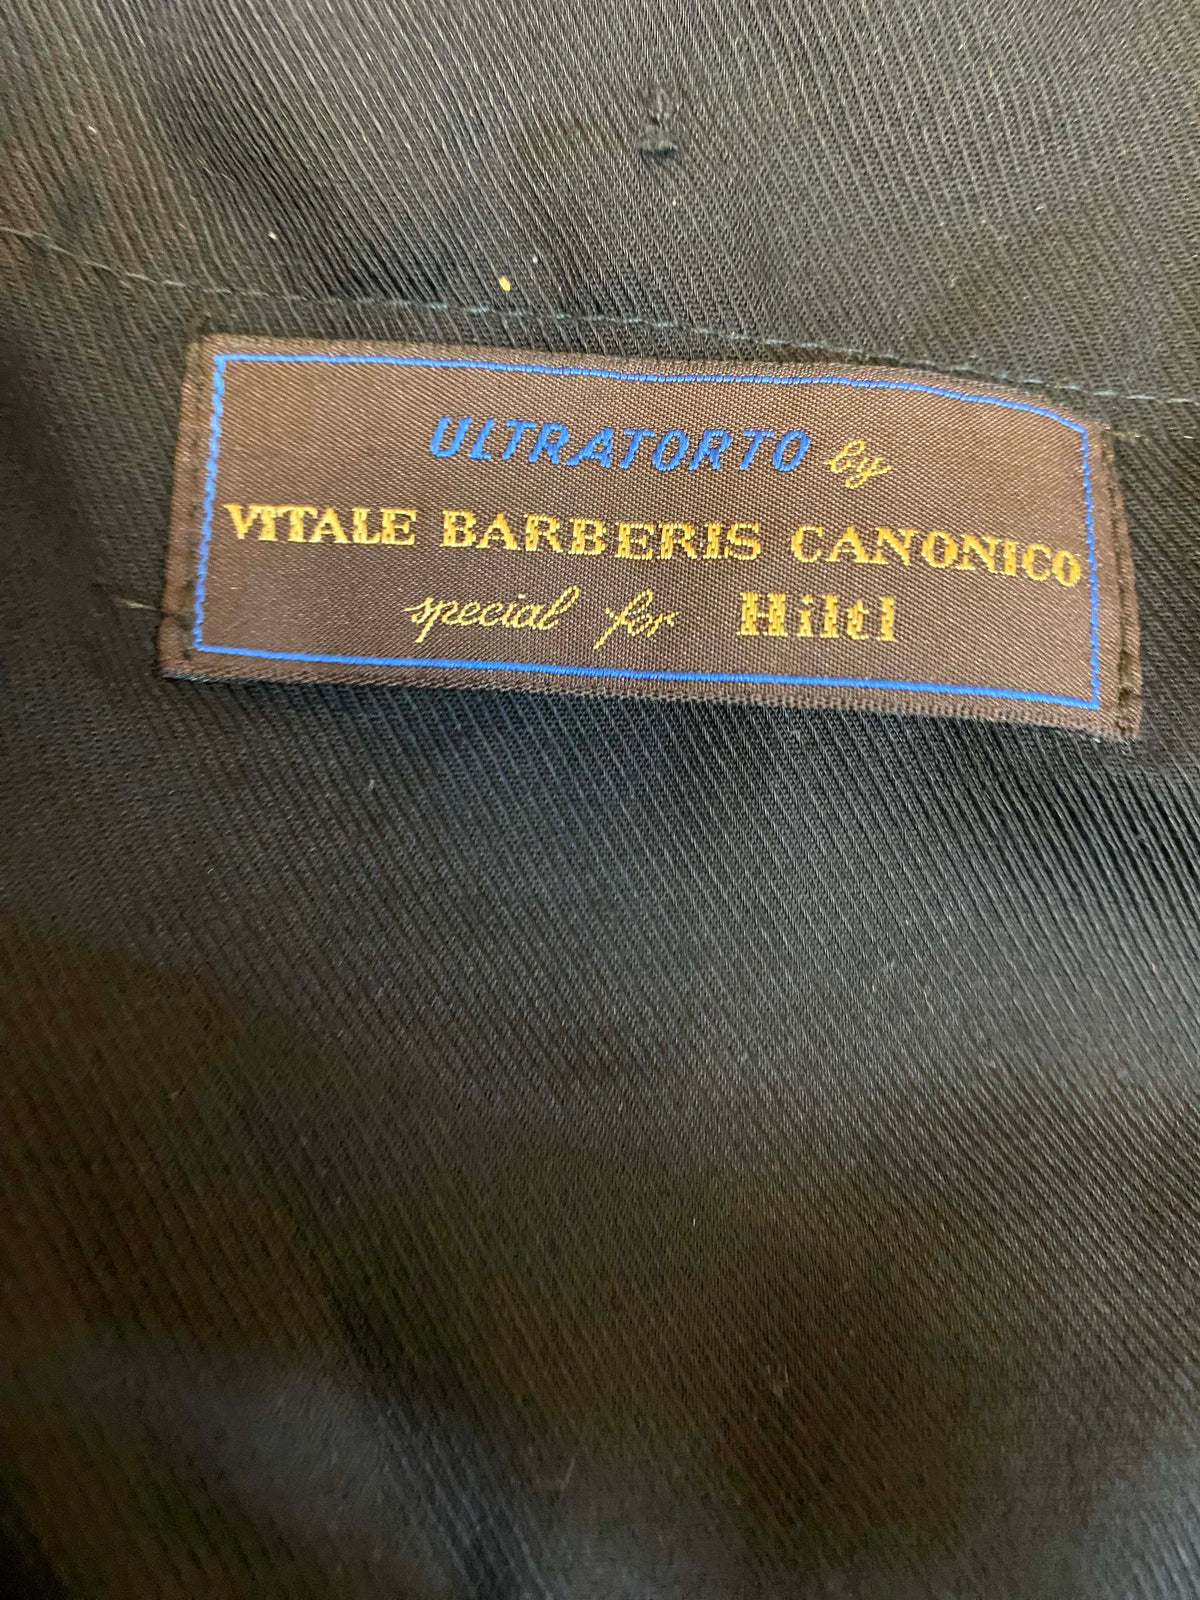 ULTRATORTO by
VITALE BARBERIS CANONICO
special for Hiltl